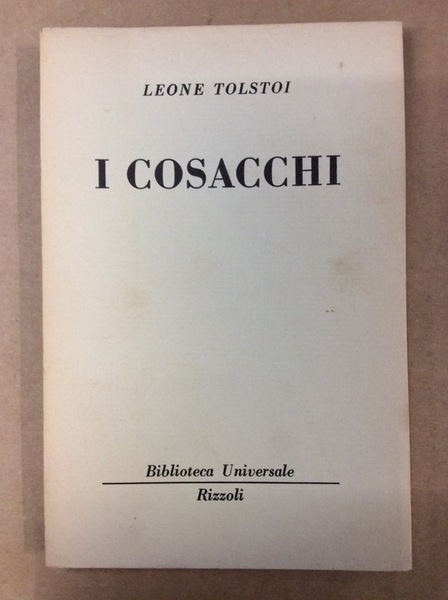 LEONE TOLSTOI
I COSACCHI
Biblioteca Universale
Rizzoli